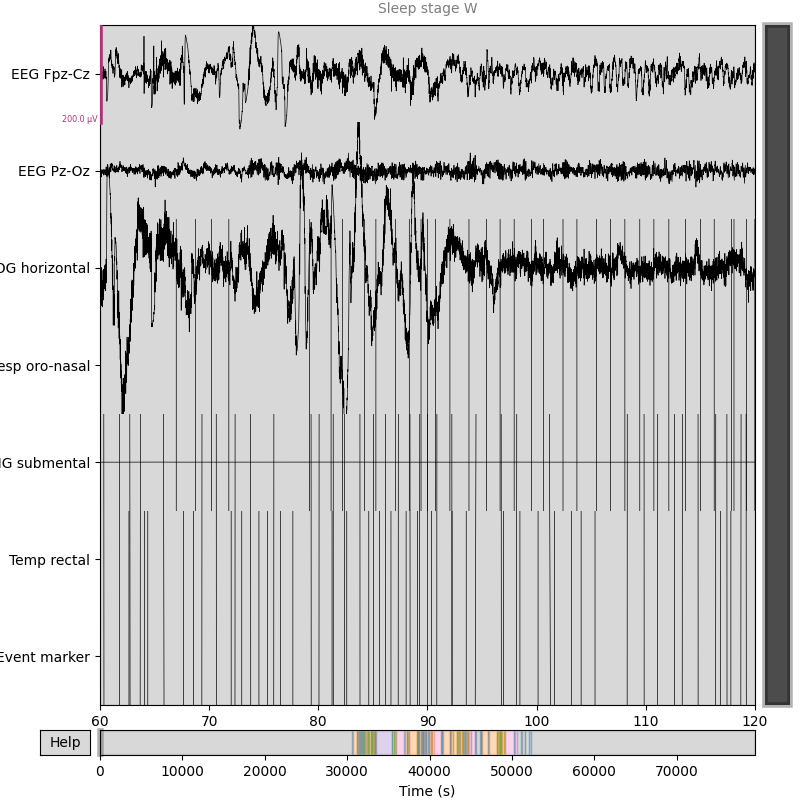 Sleep stage W
EEG Fpz-Cz
200.0 µV
EEG Pz-Oz
OG horizontal
esp oro-nasal
IG submental
Temp rectal
Event marker
60 70 80 90 100 110 120
Help
0 10000 20000 30000 40000 50000 60000 70000
Time (s)